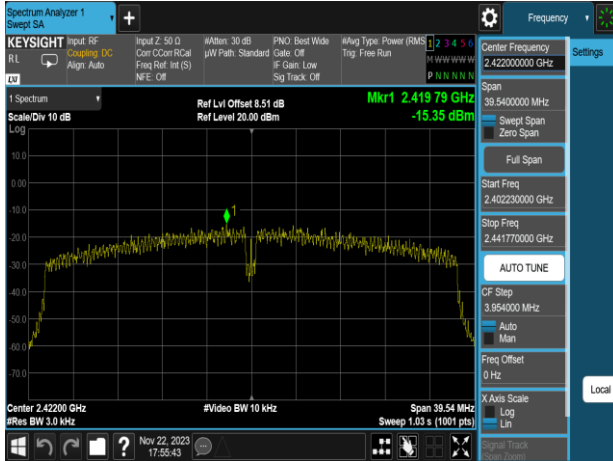 Spectrum Analyzer 1
Swept SA
Frequency
KEYSIGHT
RL
LXI
Input: RF
Coupling: DC
Align: Auto
Input Z: 50 Ω
Corr CCorr RCal
Freq Ref: Int (S)
NFE: Off
#Atten: 30 dB
µW Path: Standard
PNO: Best Wide
Gate: Off
IF Gain: Low
Sig Track: Off
#Avg Type: Power (RMS
Trig: Free Run
1 2 3 4 5 6
M W W W W W
P N N N N N
1 Spectrum
Scale/Div 10 dB
Log
Ref Lvl Offset 8.51 dB
Ref Level 20.00 dBm
Mkr1 2.419 79 GHz
-15.35 dBm
10.0
0.00
-10.0
-20.0
-30.0
-40.0
-50.0
-60.0
-70.0
1
Center 2.42200 GHz
#Res BW 3.0 kHz
#Video BW 10 kHz
Span 39.54 MHz
Sweep 1.03 s (1001 pts)
Nov 22, 2023
17:55:43
Center Frequency
2.422000000 GHz
Span
39.5400000 MHz
Swept Span
Zero Span
Full Span
Start Freq
2.402230000 GHz
Stop Freq
2.441770000 GHz
AUTO TUNE
CF Step
3.954000 MHz
Auto
Man
Freq Offset
0 Hz
X Axis Scale
Log
Lin
Signal Track
(Span Zoom)
Settings
Local